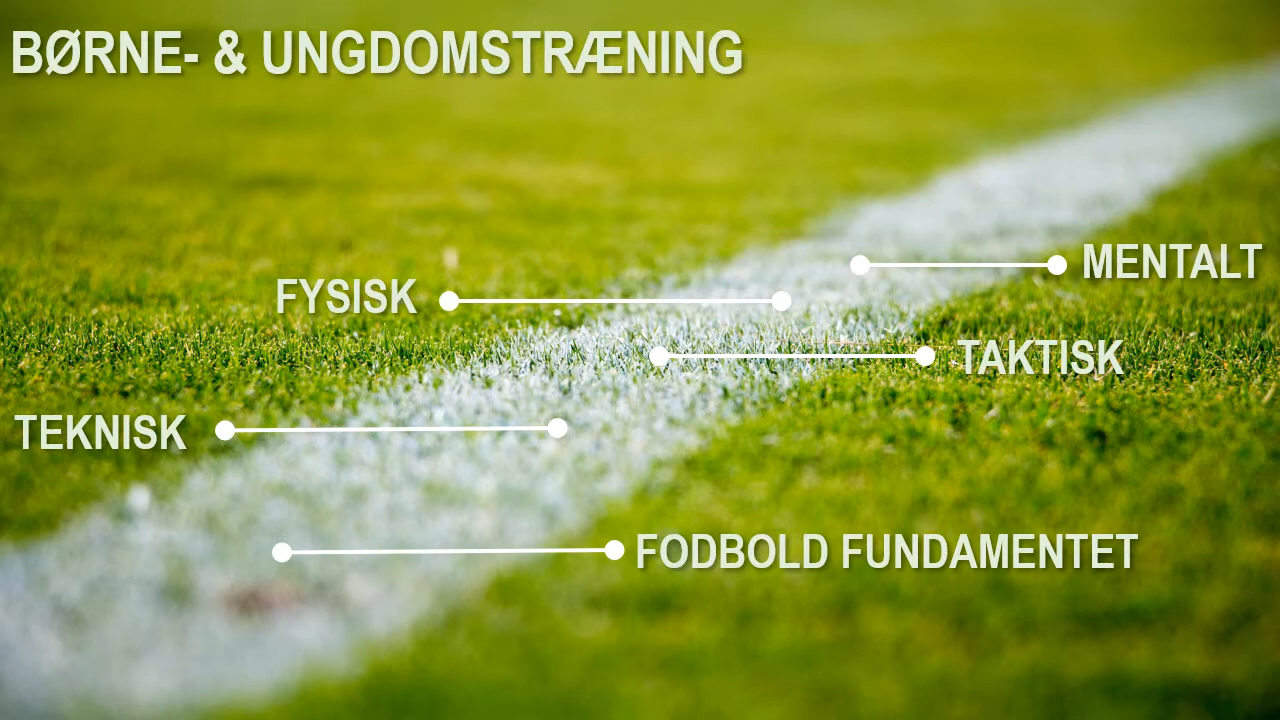 BØRNE- & UNGDOMSTRÆNING
MENTALT
FYSISK
TAKTISK
TEKNISK
FODBOLD FUNDAMENTET